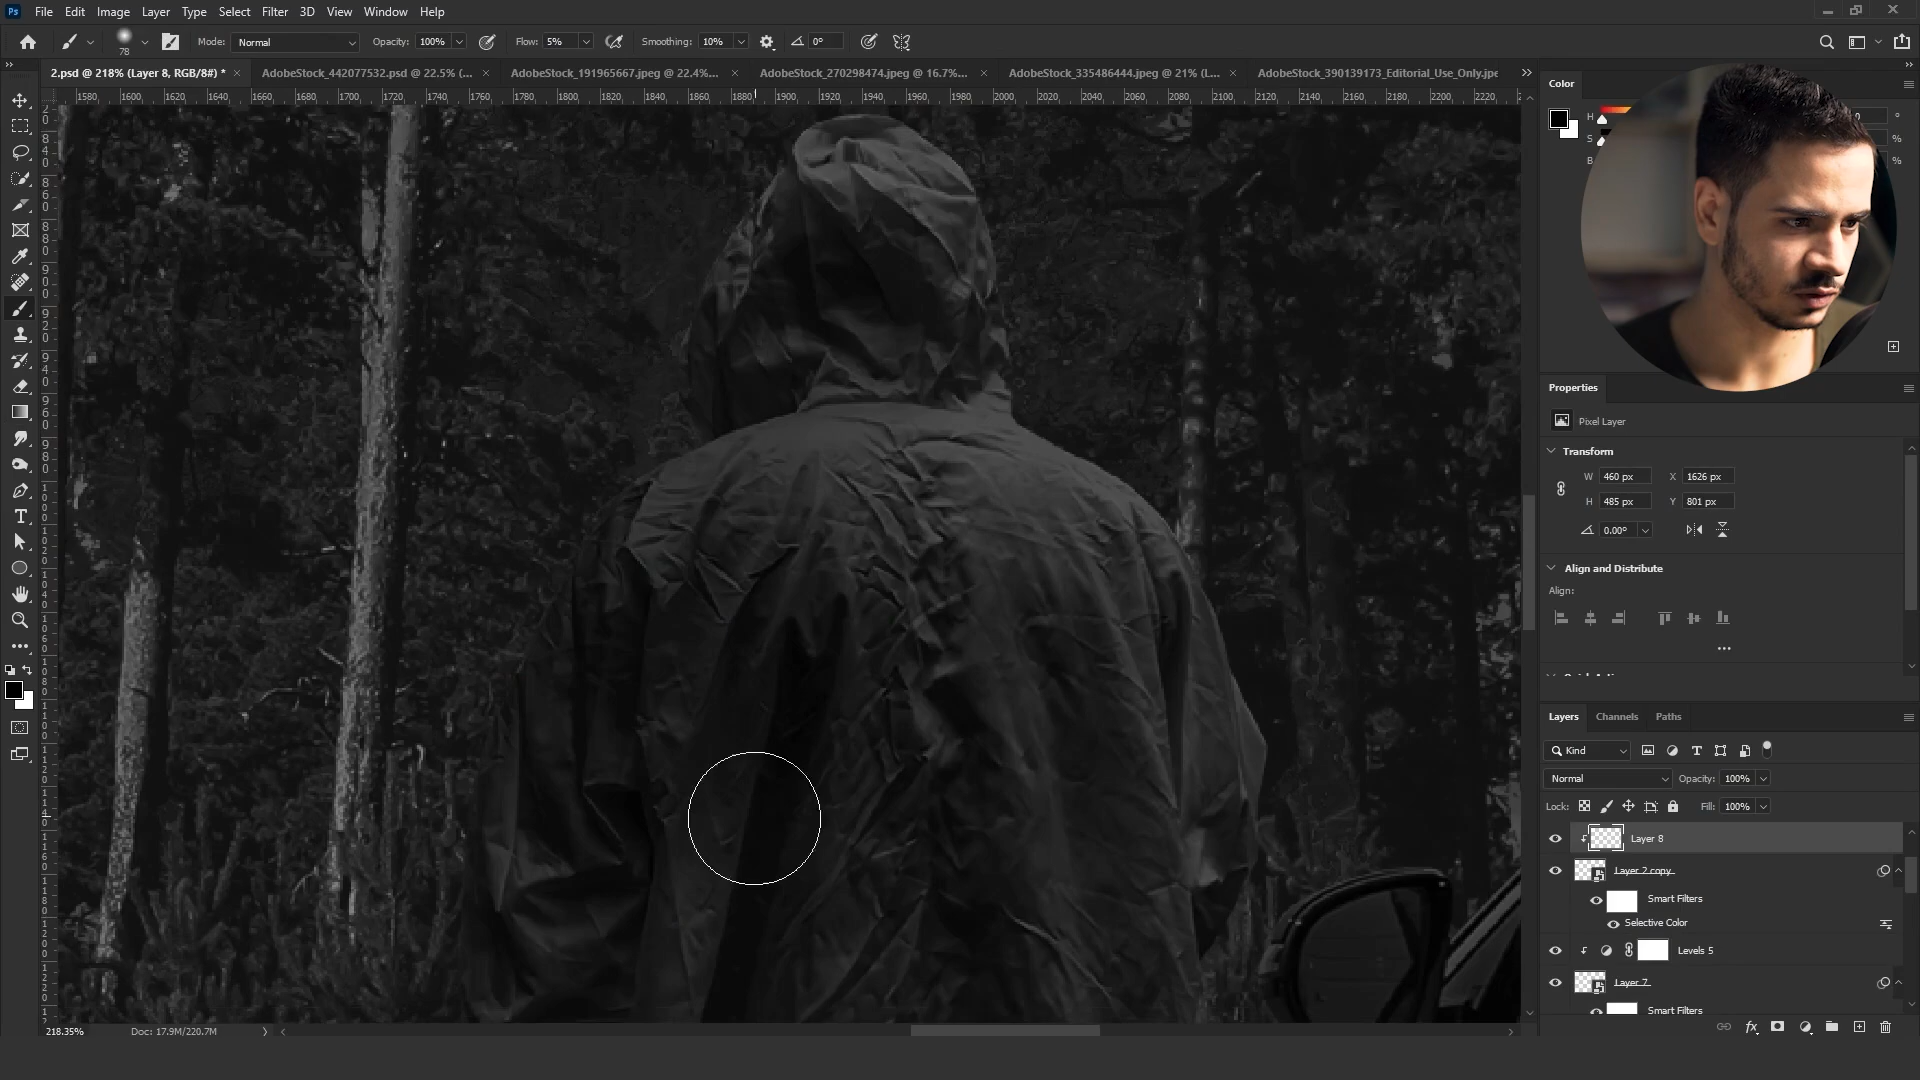 Ps File Edit Image Layer Type Select Filter 3D View Window Help
78 Mode: Normal Opacity: 100% Flow: 5% Smoothing: 10% 0°
2.psd @ 218% (Layer 8, RGB/8#) * × AdobeStock_442077532.psd @ 22.5% (... × AdobeStock_191965667.jpeg @ 22.4%... × AdobeStock_270298474.jpeg @ 16.7%... × AdobeStock_335486444.jpeg @ 21% (L... × AdobeStock_390139173_Editorial_Use_Only.jpe
1580 1600 1620 1640 1660 1680 1700 1720 1740 1760 1780 1800 1820 1840 1860 1880 1900 1920 1940 1960 1980 2000 2020 2040 2060 2080 2100 2120 2140 2160 2180 2200 2220
Color
H 0 °
S %
B %
Properties
Pixel Layer
Transform
W 460 px X 1626 px
H 485 px Y 801 px
0.00°
Align and Distribute
Align:
Layers Channels Paths
Kind
Normal Opacity: 100%
Lock: Fill: 100%
Layer 8
Layer 2 copy
Smart Filters
Selective Color
Levels 5
Layer 7
Smart Filters
218.35% Doc: 17.9M/220.7M
fx